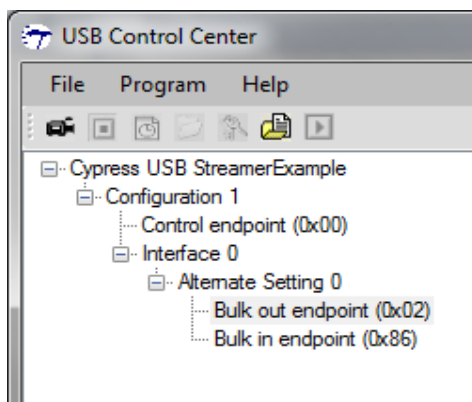 USB Control Center
File Program Help
Cypress USB StreamerExample
Configuration 1
Control endpoint (0x00)
Interface 0
Alternate Setting 0
Bulk out endpoint (0x02)
Bulk in endpoint (0x86)